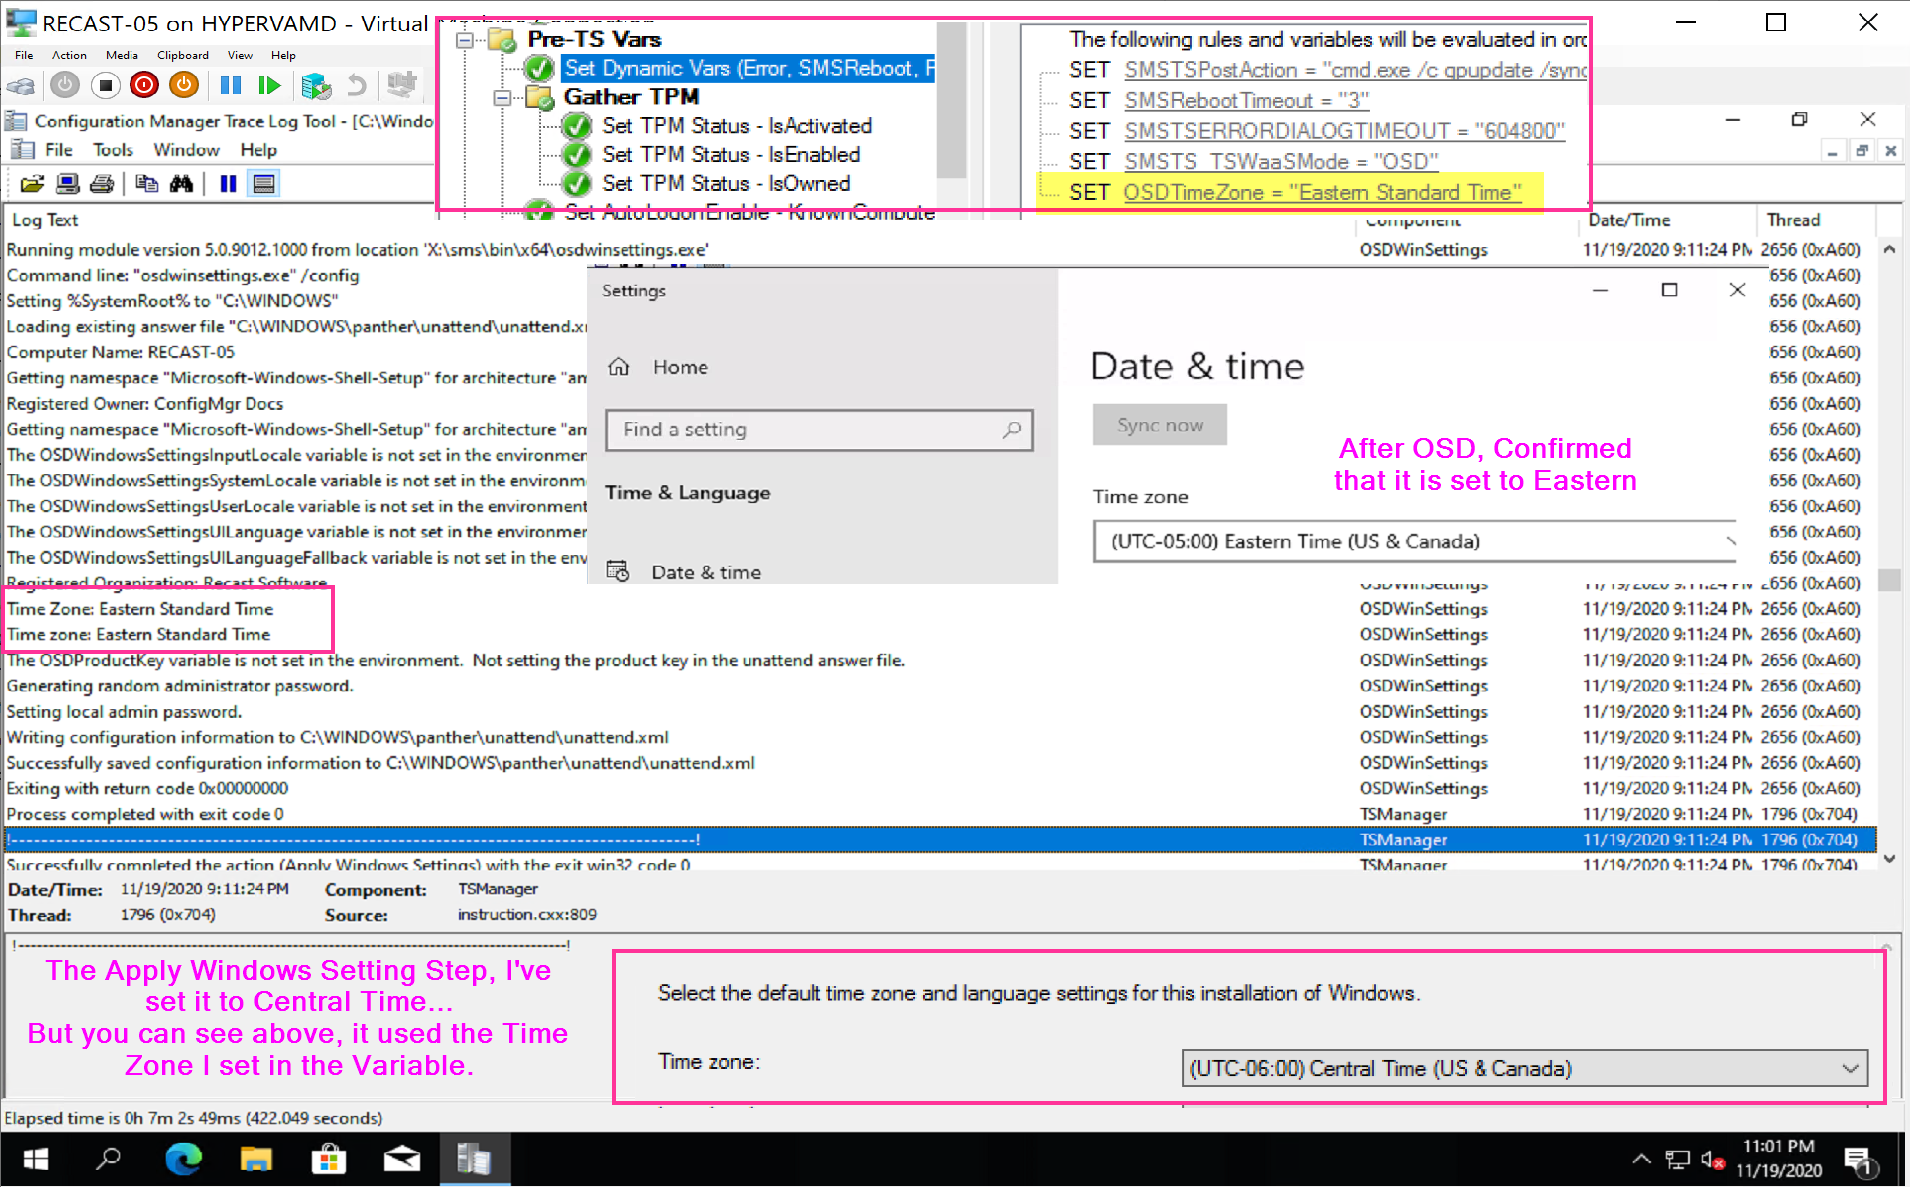 RECAST-05 on HYPERVAMD - Virtual
File Action Media Clipboard View Help
Pre-TS Vars
Set Dynamic Vars (Error, SMSReboot, F
Gather TPM
Set TPM Status - IsActivated
Set TPM Status - IsEnabled
Set TPM Status - IsOwned
Set AutoLogonEnable - KnownCompute
The following rules and variables will be evaluated in orc
SET SMSTSPostAction = "cmd.exe /c gpupdate /sync
SET SMSRebootTimeout = "3"
SET SMSTSERRORDIALOGTIMEOUT = "604800"
SET SMSTS_TSWaaSMode = "OSD"
SET OSDTimeZone = "Eastern Standard Time"
Configuration Manager Trace Log Tool - [C:\Windo
File Tools Window Help
Log Text Component Date/Time Thread
Running module version 5.0.9012.1000 from location 'X:\sms\bin\x64\osdwinsettings.exe' OSDWinSettings 11/19/2020 9:11:24 PM 2656 (0xA60)
Command line: "osdwinsettings.exe" /config 656 (0xA60)
Setting %SystemRoot% to "C:\WINDOWS" 656 (0xA60)
Loading existing answer file "C:\WINDOWS\panther\unattend\unattend.xr 656 (0xA60)
Computer Name: RECAST-05 656 (0xA60)
Getting namespace "Microsoft-Windows-Shell-Setup" for architecture "an 656 (0xA60)
Registered Owner: ConfigMgr Docs 656 (0xA60)
Getting namespace "Microsoft-Windows-Shell-Setup" for architecture "an 656 (0xA60)
The OSDWindowsSettingsInputLocale variable is not set in the environmer 656 (0xA60)
The OSDWindowsSettingsSystemLocale variable is not set in the environm 656 (0xA60)
The OSDWindowsSettingsUserLocale variable is not set in the environment 656 (0xA60)
The OSDWindowsSettingsUILanguage variable is not set in the environmer 656 (0xA60)
The OSDWindowsSettingsUILanguageFallback variable is not set in the env 656 (0xA60)
Registered Organization: Recast Software OSDWinSettings 11/19/2020 9:11:24 PM 2656 (0xA60)
Time Zone: Eastern Standard Time OSDWinSettings 11/19/2020 9:11:24 PM 2656 (0xA60)
Time zone: Eastern Standard Time OSDWinSettings 11/19/2020 9:11:24 PM 2656 (0xA60)
The OSDProductKey variable is not set in the environment. Not setting the product key in the unattend answer file. OSDWinSettings 11/19/2020 9:11:24 PM 2656 (0xA60)
Generating random administrator password. OSDWinSettings 11/19/2020 9:11:24 PM 2656 (0xA60)
Setting local admin password. OSDWinSettings 11/19/2020 9:11:24 PM 2656 (0xA60)
Writing configuration information to C:\WINDOWS\panther\unattend\unattend.xml OSDWinSettings 11/19/2020 9:11:24 PM 2656 (0xA60)
Successfully saved configuration information to C:\WINDOWS\panther\unattend\unattend.xml OSDWinSettings 11/19/2020 9:11:24 PM 2656 (0xA60)
Exiting with return code 0x00000000 OSDWinSettings 11/19/2020 9:11:24 PM 2656 (0xA60)
Process completed with exit code 0 TSManager 11/19/2020 9:11:24 PM 1796 (0x704)
!--------------------------------------------------------------------------------------------! TSManager 11/19/2020 9:11:24 PM 1796 (0x704)
Successfully completed the action (Apply Windows Settings) with the exit win32 code 0 TSManager 11/19/2020 9:11:24 PM 1796 (0x704)
Settings
Home
Find a setting
Time & Language
Date & time
Date & time
Sync now
Time zone
(UTC-05:00) Eastern Time (US & Canada)
After OSD, Confirmed
that it is set to Eastern
Date/Time: 11/19/2020 9:11:24 PM Component: TSManager
Thread: 1796 (0x704) Source: instruction.cxx:809
!--------------------------------------------------------------------------------------------!
The Apply Windows Setting Step, I've
set it to Central Time...
But you can see above, it used the Time
Zone I set in the Variable.
Select the default time zone and language settings for this installation of Windows.
Time zone: (UTC-06:00) Central Time (US & Canada)
Elapsed time is 0h 7m 2s 49ms (422.049 seconds)
11:01 PM
11/19/2020
1